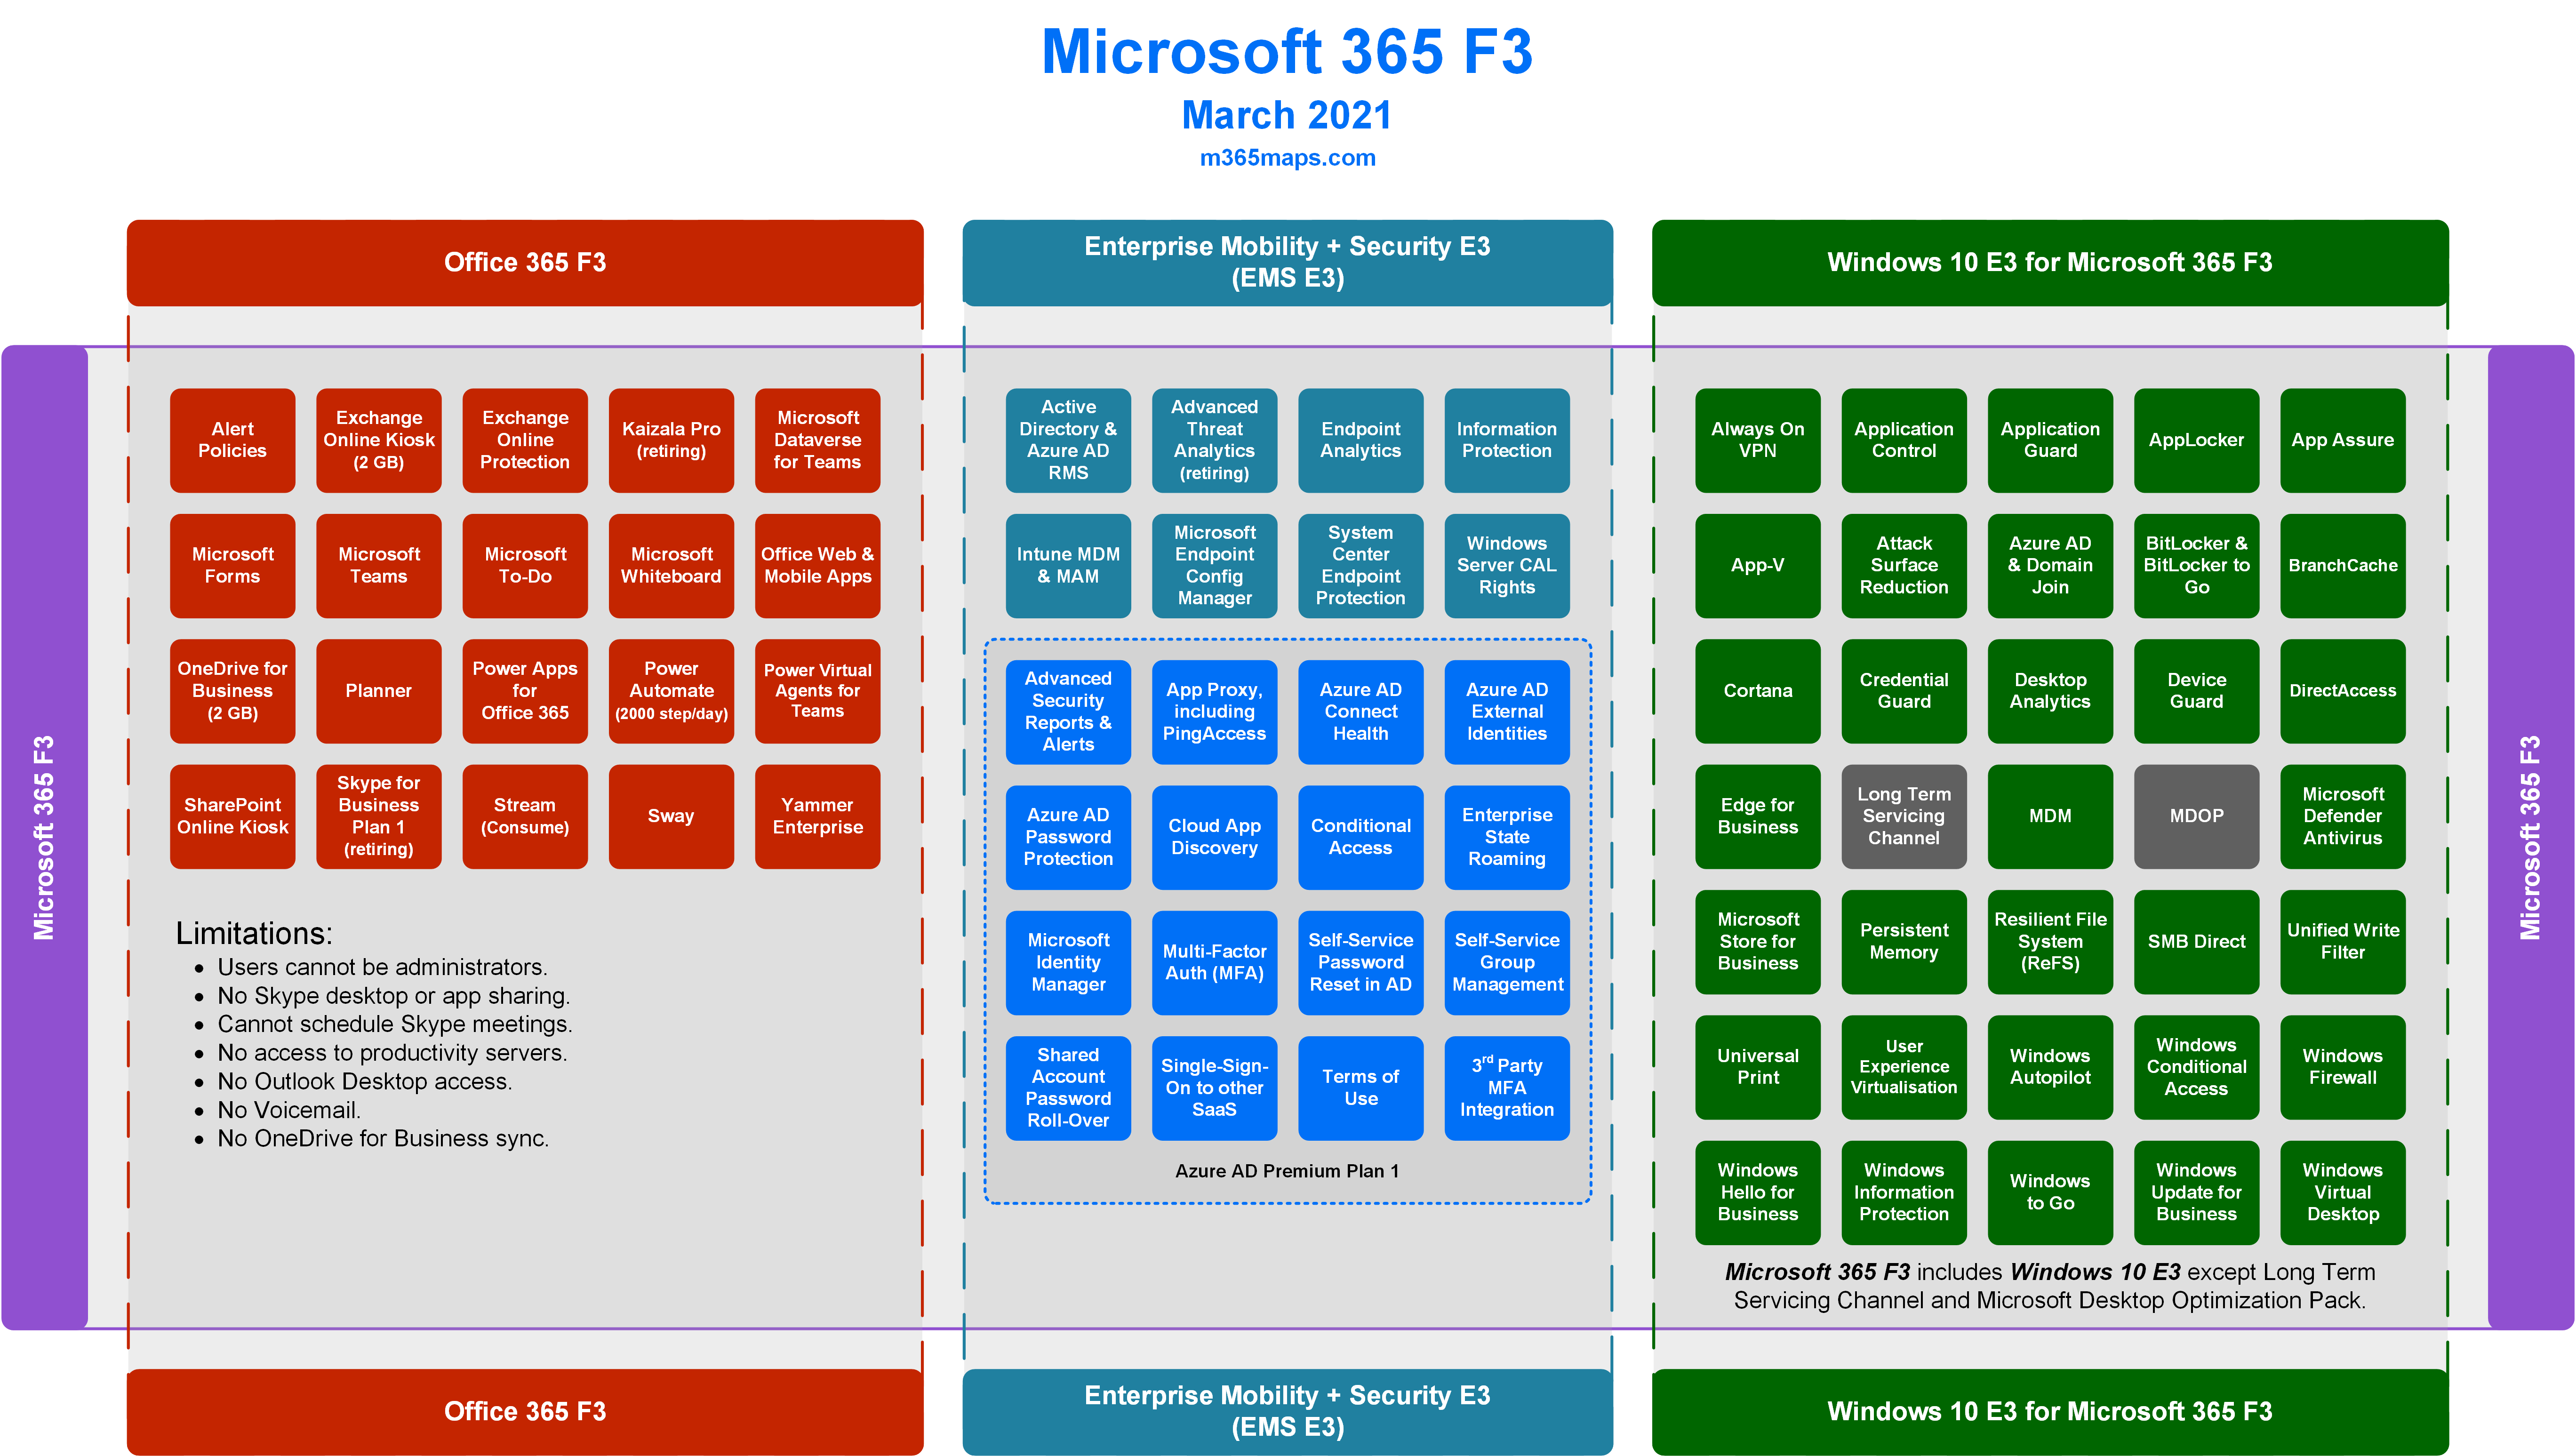 Microsoft 365 F3
March 2021
m365maps.com
Office 365 F3
Enterprise Mobility + Security E3
(EMS E3)
Windows 10 E3 for Microsoft 365 F3
Microsoft 365 F3
Alert
Policies
Exchange
Online Kiosk
(2 GB)
Exchange
Online
Protection
Kaizala Pro
(retiring)
Microsoft
Dataverse
for Teams
Microsoft
Forms
Microsoft
Teams
Microsoft
To-Do
Microsoft
Whiteboard
Office Web &
Mobile Apps
OneDrive for
Business
(2 GB)
Planner
Power Apps
for
Office 365
Power
Automate
(2000 step/day)
Power Virtual
Agents for
Teams
SharePoint
Online Kiosk
Skype for
Business
Plan 1
(retiring)
Stream
(Consume)
Sway
Yammer
Enterprise
Limitations:
• Users cannot be administrators.
• No Skype desktop or app sharing.
• Cannot schedule Skype meetings.
• No access to productivity servers.
• No Outlook Desktop access.
• No Voicemail.
• No OneDrive for Business sync.
Active
Directory &
Azure AD
RMS
Advanced
Threat
Analytics
(retiring)
Endpoint
Analytics
Information
Protection
Intune MDM
& MAM
Microsoft
Endpoint
Config
Manager
System
Center
Endpoint
Protection
Windows
Server CAL
Rights
Advanced
Security
Reports &
Alerts
App Proxy,
including
PingAccess
Azure AD
Connect
Health
Azure AD
External
Identities
Azure AD
Password
Protection
Cloud App
Discovery
Conditional
Access
Enterprise
State
Roaming
Microsoft
Identity
Manager
Multi-Factor
Auth (MFA)
Self-Service
Password
Reset in AD
Self-Service
Group
Management
Shared
Account
Password
Roll-Over
Single-Sign-
On to other
SaaS
Terms of
Use
3rd Party
MFA
Integration
Azure AD Premium Plan 1
Always On
VPN
Application
Control
Application
Guard
AppLocker
App Assure
App-V
Attack
Surface
Reduction
Azure AD
& Domain
Join
BitLocker &
BitLocker to
Go
BranchCache
Cortana
Credential
Guard
Desktop
Analytics
Device
Guard
DirectAccess
Edge for
Business
Long Term
Servicing
Channel
MDM
MDOP
Microsoft
Defender
Antivirus
Microsoft
Store for
Business
Persistent
Memory
Resilient File
System
(ReFS)
SMB Direct
Unified Write
Filter
Universal
Print
User
Experience
Virtualisation
Windows
Autopilot
Windows
Conditional
Access
Windows
Firewall
Windows
Hello for
Business
Windows
Information
Protection
Windows
to Go
Windows
Update for
Business
Windows
Virtual
Desktop
Microsoft 365 F3 includes Windows 10 E3 except Long Term
Servicing Channel and Microsoft Desktop Optimization Pack.
Microsoft 365 F3
Office 365 F3
Enterprise Mobility + Security E3
(EMS E3)
Windows 10 E3 for Microsoft 365 F3